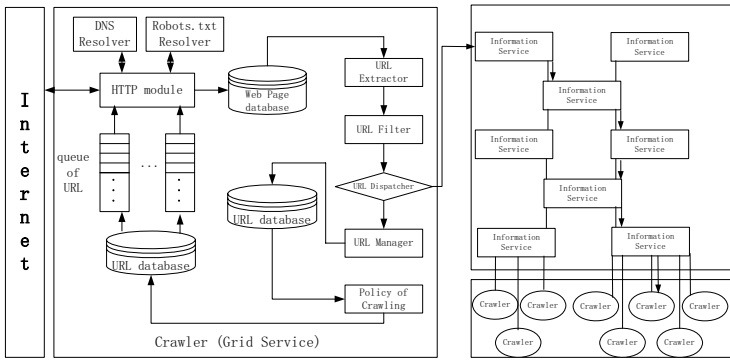 Internet
DNS
Resolver
Robots.txt
Resolver
HTTP module
queue
of
URL
...
URL database
Web Page
database
URL
Extractor
URL Filter
URL Dispatcher
URL database
URL Manager
Policy of
Crawling
Crawler (Grid Service)
Information
Service
Information
Service
Information
Service
Information
Service
Information
Service
Information
Service
Information
Service
Information
Service
Crawler
Crawler
Crawler
Crawler
Crawler
Crawler
Crawler
Crawler